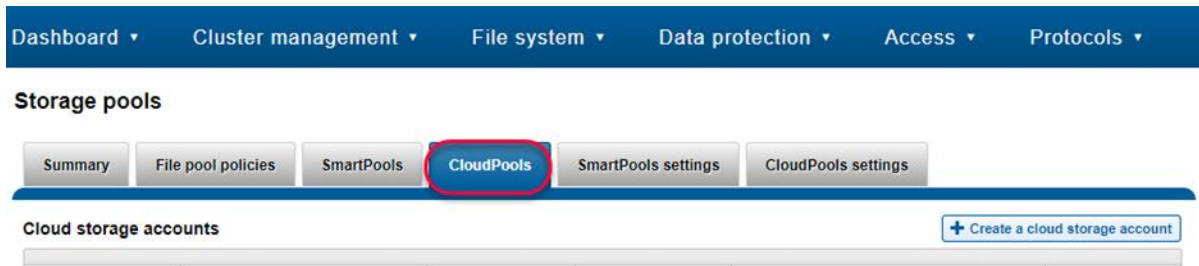 Dashboard ▾ Cluster management ▾ File system ▾ Data protection ▾ Access ▾ Protocols ▾
Storage pools
Summary File pool policies SmartPools CloudPools SmartPools settings CloudPools settings
Cloud storage accounts + Create a cloud storage account